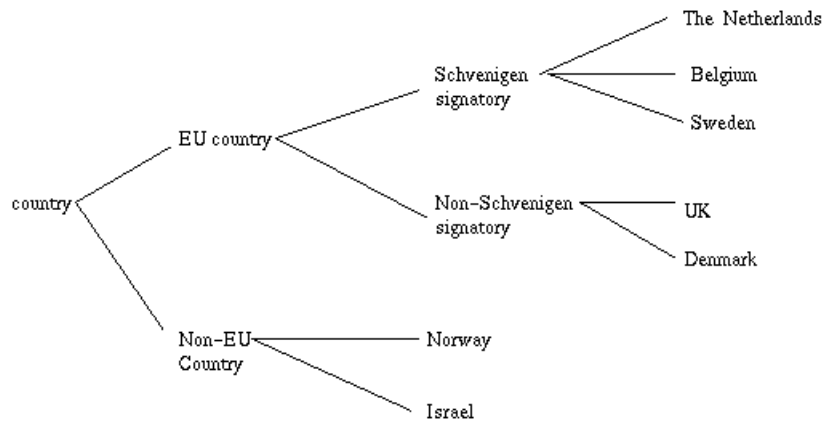 The Netherlands
Schvenigen
signatory
Belgium
Sweden
EU country
country
Non-Schvenigen
signatory
UK
Denmark
Non-EU
Country
Norway
Israel